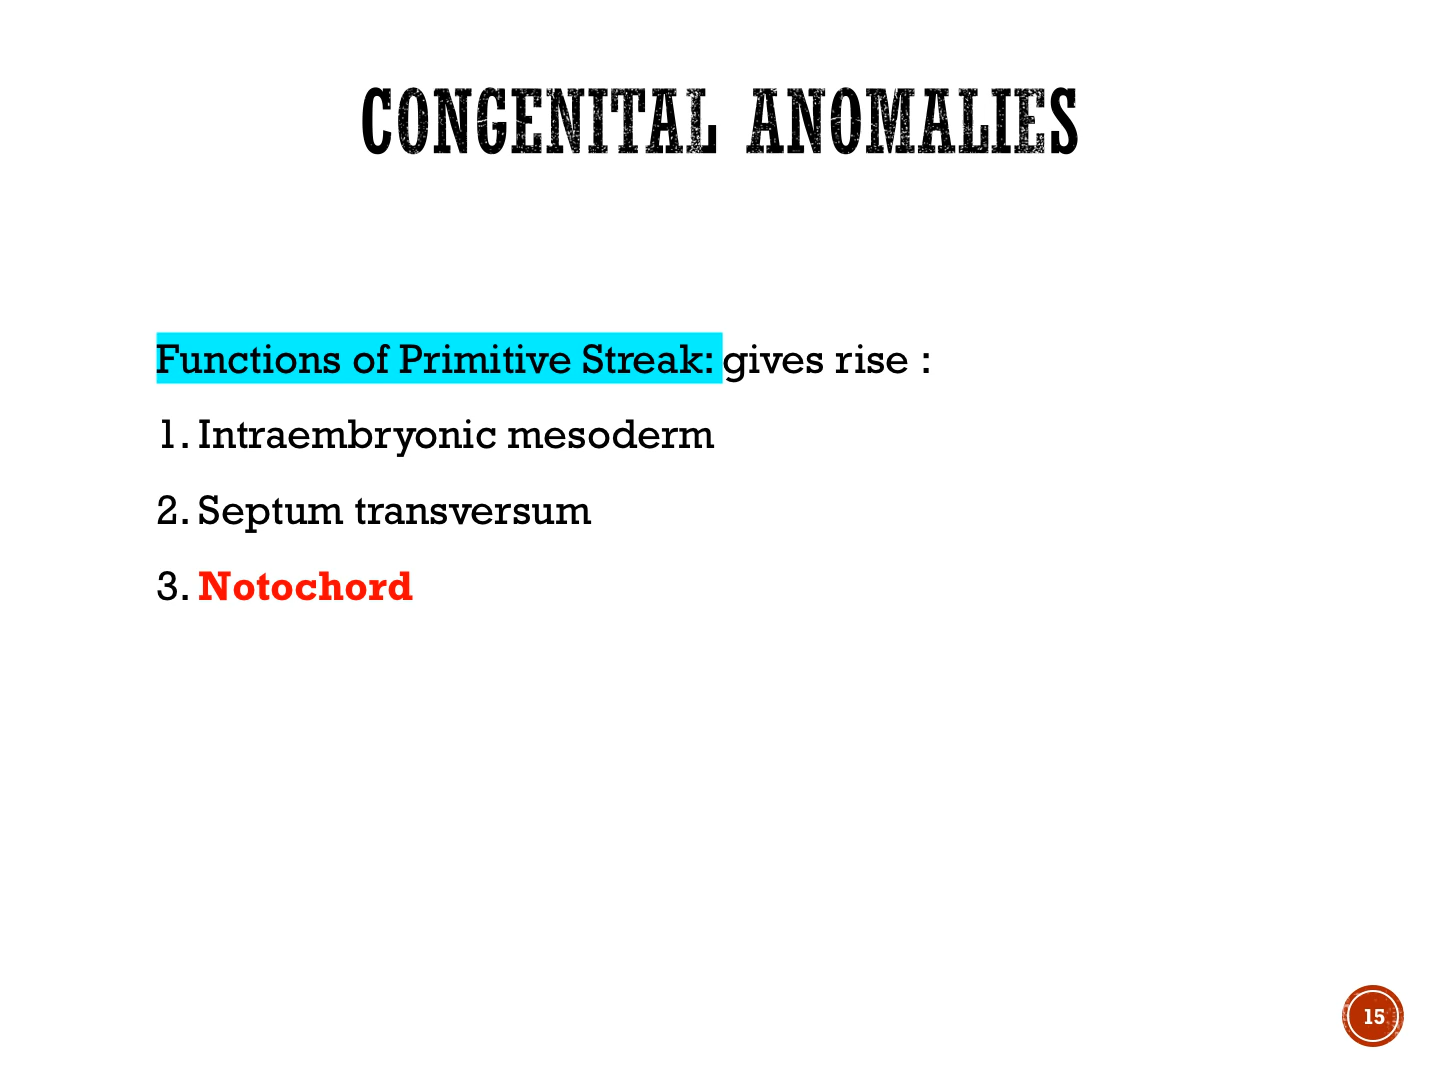 CONGENITAL ANOMALIES
Functions of Primitive Streak: gives rise :
1. Intraembryonic mesoderm
2. Septum transversum
3. Notochord
15